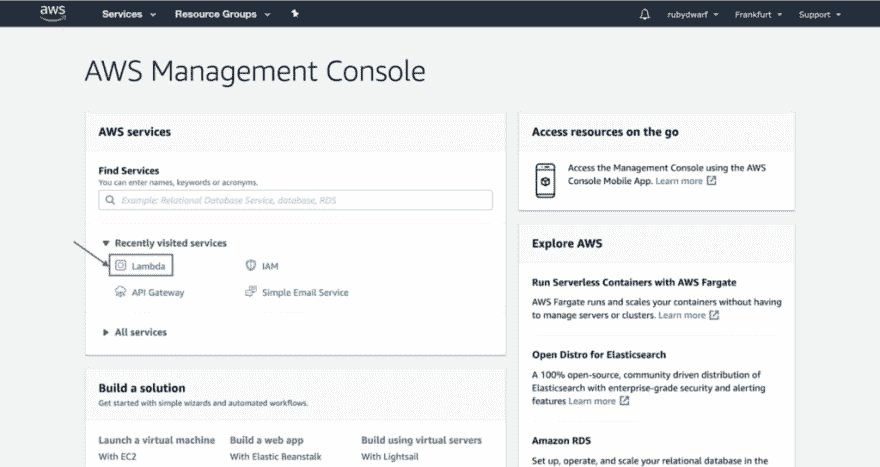 aws Services Resource Groups rubydwarf Frankfurt Support
AWS Management Console
AWS services
Find Services
You can enter names, keywords or acronyms.
Example: Relational Database Service, database, RDS
Recently visited services
Lambda IAM
API Gateway Simple Email Service
All services
Build a solution
Get started with simple wizards and automated workflows.
Launch a virtual machine Build a web app Build using virtual servers
With EC2 With Elastic Beanstalk With Lightsail
Access resources on the go
Access the Management Console using the AWS
Console Mobile App. Learn more
Explore AWS
Run Serverless Containers with AWS Fargate
AWS Fargate runs and scales your containers without having
to manage servers or clusters. Learn more
Open Distro for Elasticsearch
A 100% open-source, community driven distribution of
Elasticsearch with enterprise-grade security and alerting
features Learn more
Amazon RDS
Set up, operate, and scale your relational database in the